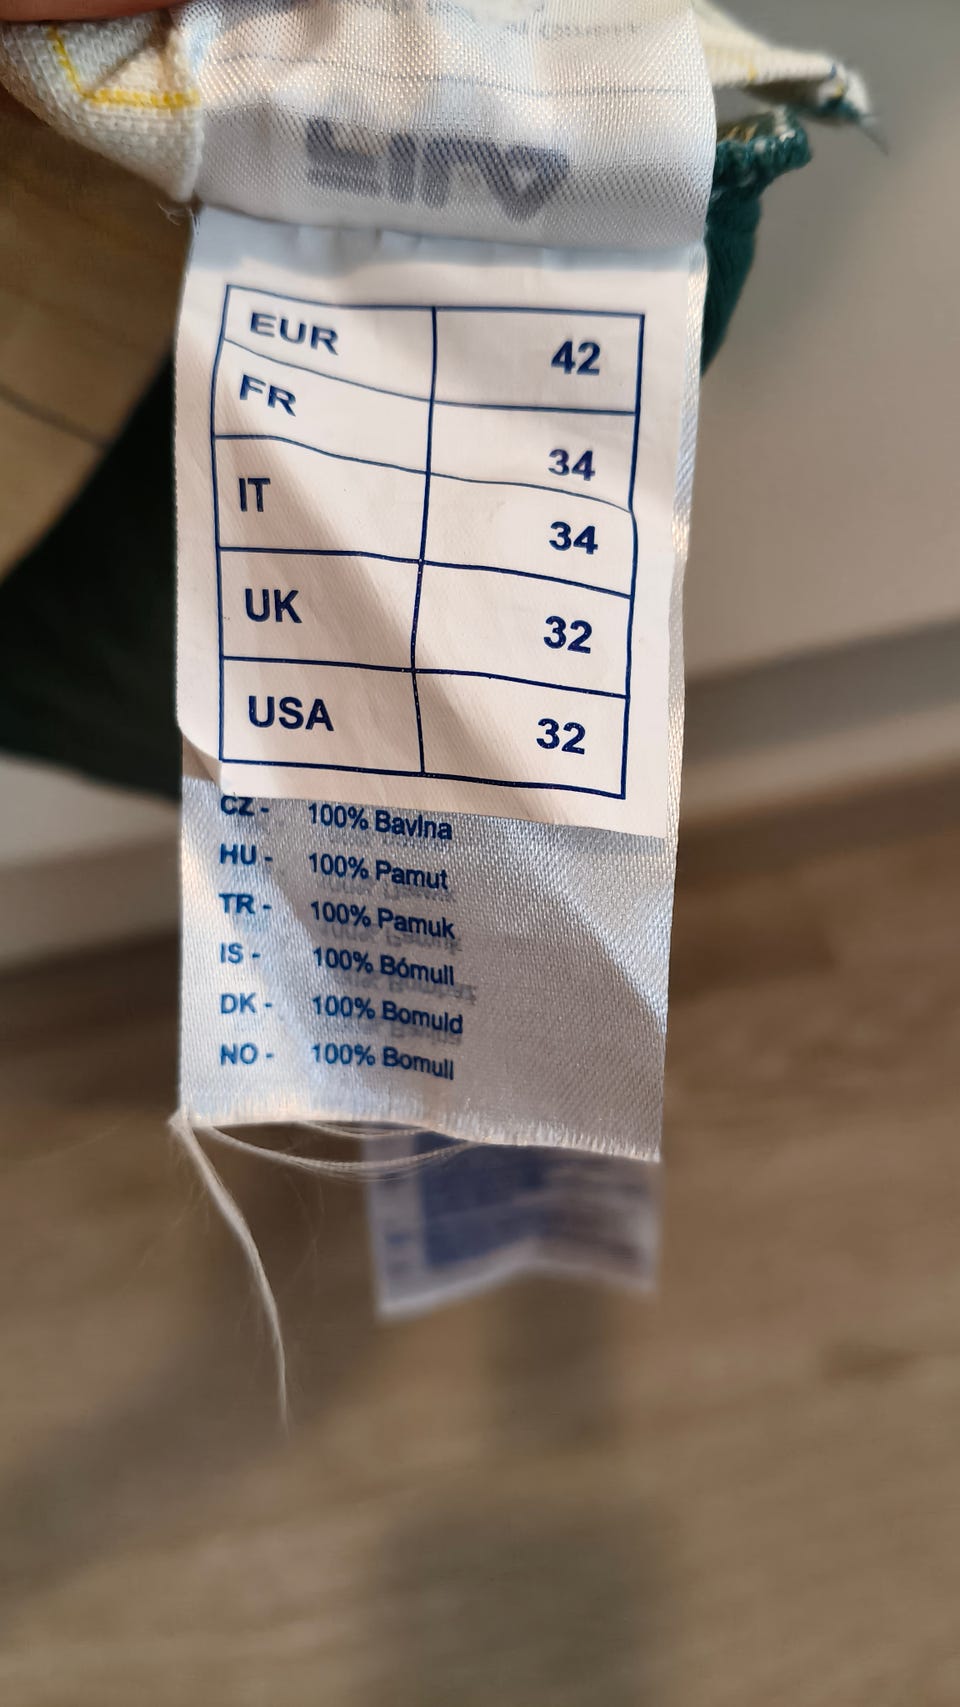 EUR 42
FR 34
IT 34
UK 32
USA 32
CZ - 100% Bavlna
HU - 100% Pamut
TR - 100% Pamuk
IS - 100% Bómull
DK - 100% Bomuld
NO - 100% Bomull